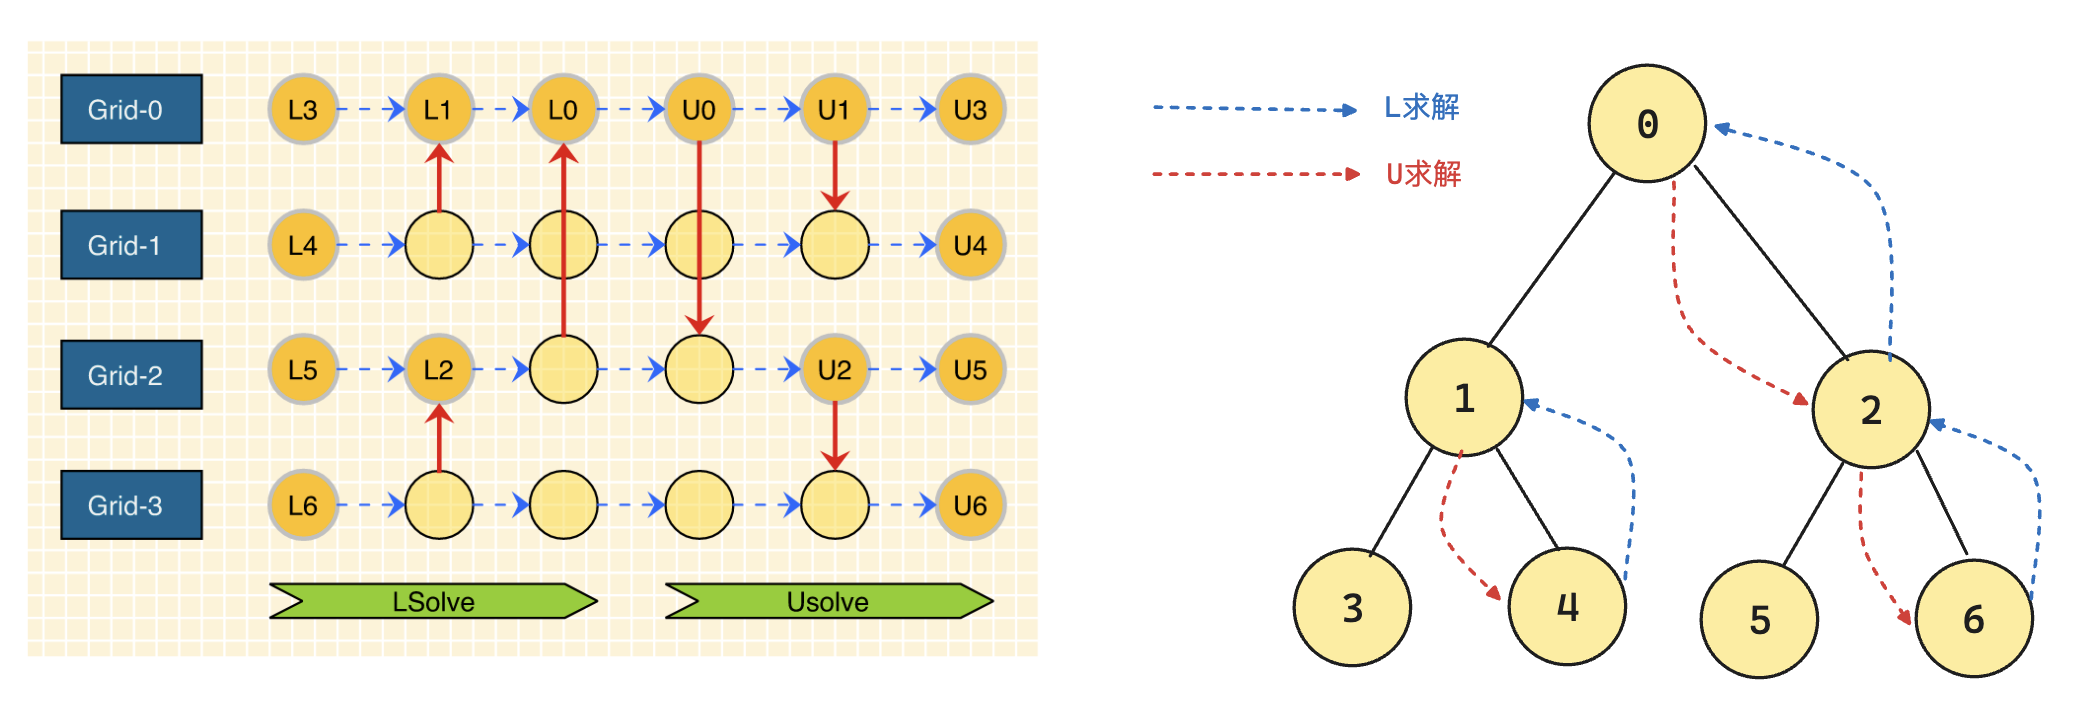 Grid-0 L3 L1 L0 U0 U1 U3
Grid-1 L4 U4
Grid-2 L5 L2 U2 U5
Grid-3 L6 U6
LSolve Usolve
L求解
U求解
0
1 2
3 4 5 6